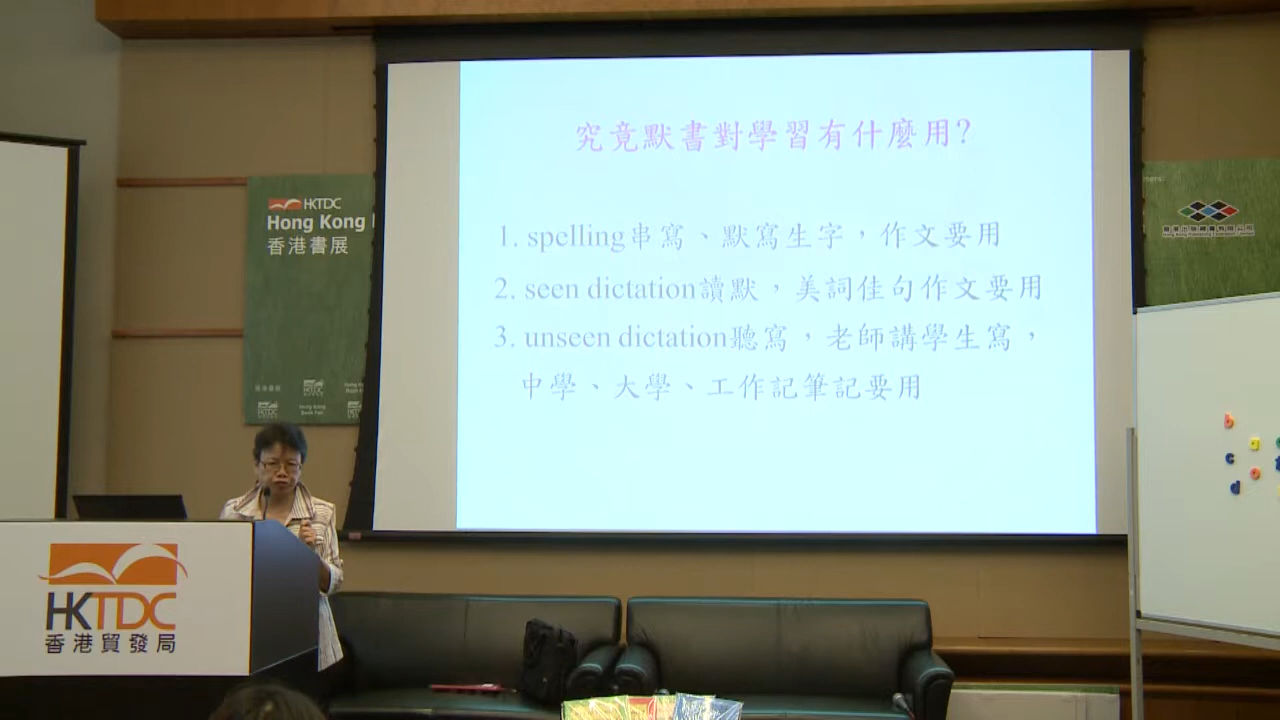 究竟默書對學習有什麼用?
1. spelling串寫、默寫生字，作文要用
2. seen dictation讀默，美詞佳句作文要用
3. unseen dictation聽寫，老師講學生寫，
中學、大學、工作記筆記要用
HKTDC
Hong Kong
香港書展
HKTDC
香港貿發局
b
g
c
e
d